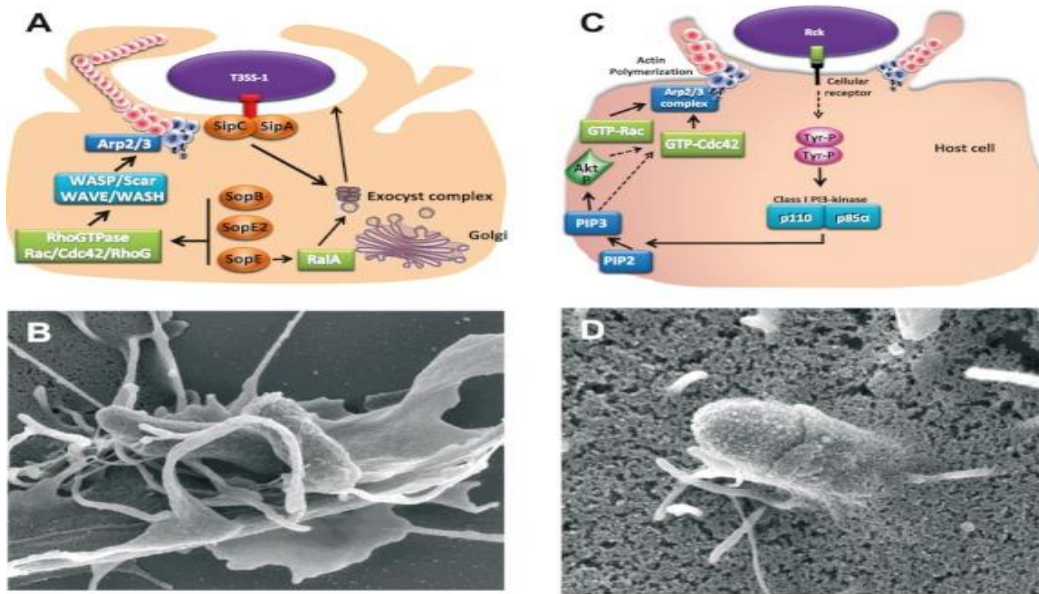 A
T3SS-1
SipC
SipA
Arp2/3
WASP/Scar
WAVE/WASH
RhoGTPase
Rac/Cdc42/RhoG
SopB
SopE2
SopE
RalA
Exocyst complex
Golgi
C
Rck
Actin
Polymerization
Arp2/3
complex
Cellular
receptor
GTP-Rac
GTP-Cdc42
Akt
P
PIP3
PIP2
Tyr-P
Tyr-P
Host cell
Class I PI3-kinase
p110
p85α
B
D